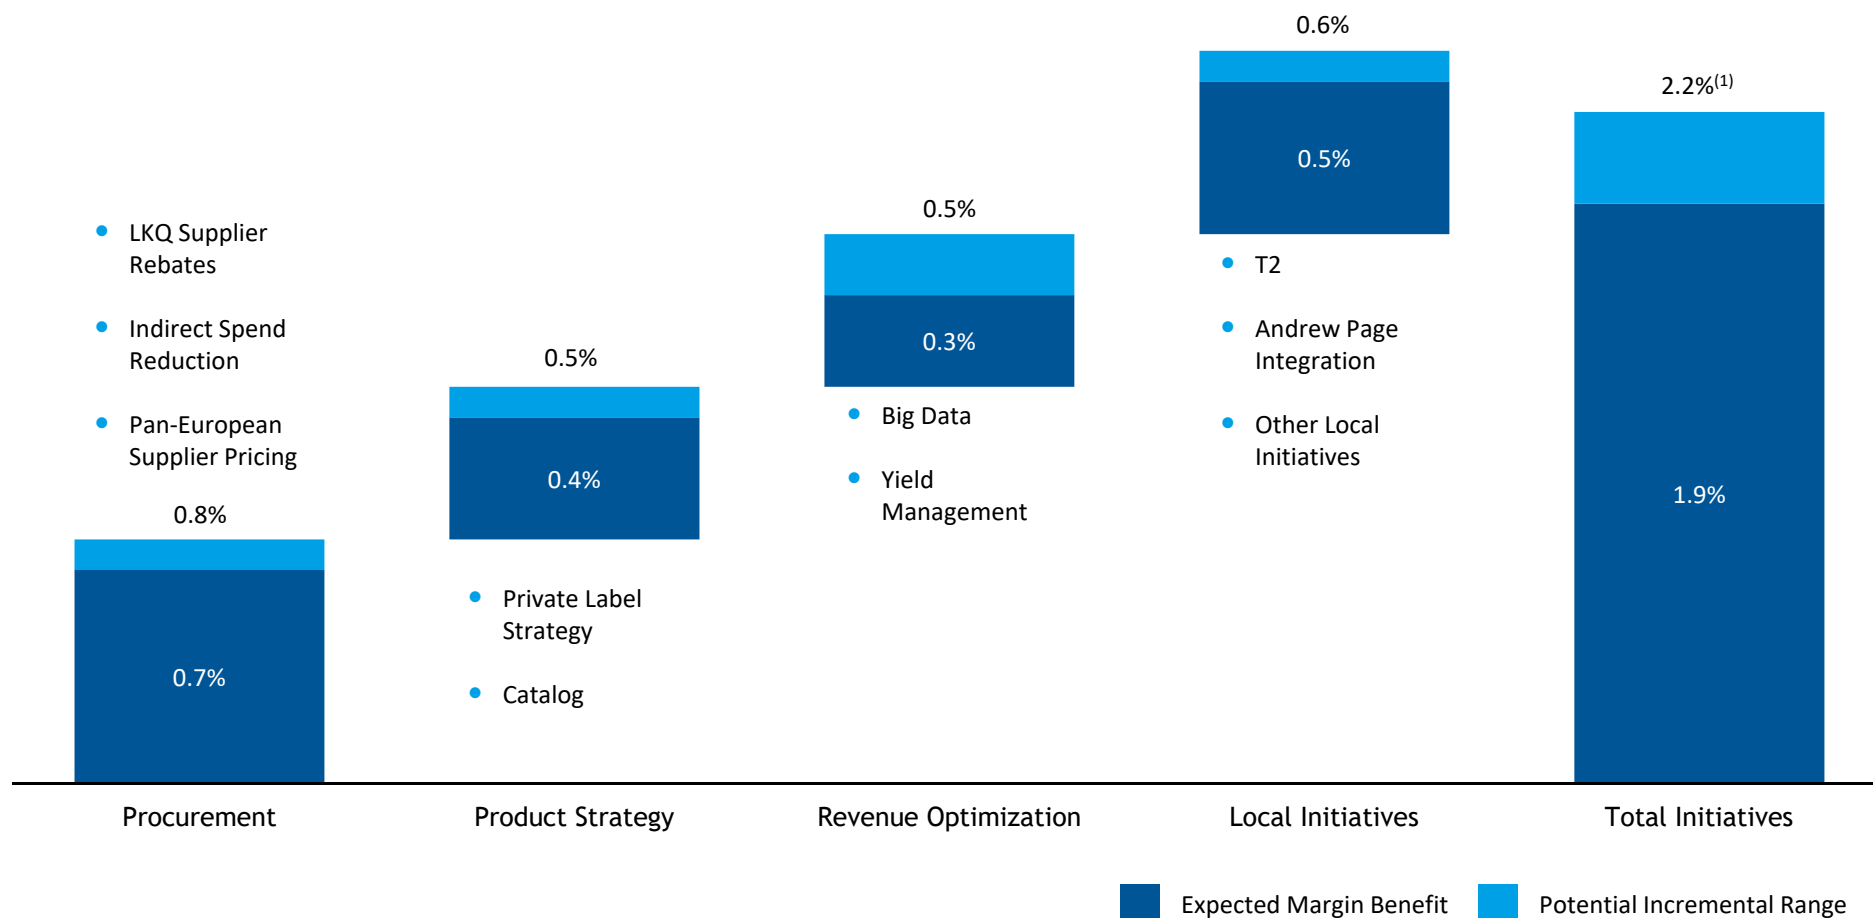 0.6%
2.2%(1)
0.5%
0.5%
LKQ Supplier
Rebates
Indirect Spend
Reduction
Pan-European
Supplier Pricing
0.8%
0.7%
0.5%
0.4%
Private Label
Strategy
Catalog
0.3%
Big Data
Yield
Management
T2
Andrew Page
Integration
Other Local
Initiatives
1.9%
Procurement
Product Strategy
Revenue Optimization
Local Initiatives
Total Initiatives
Expected Margin Benefit
Potential Incremental Range